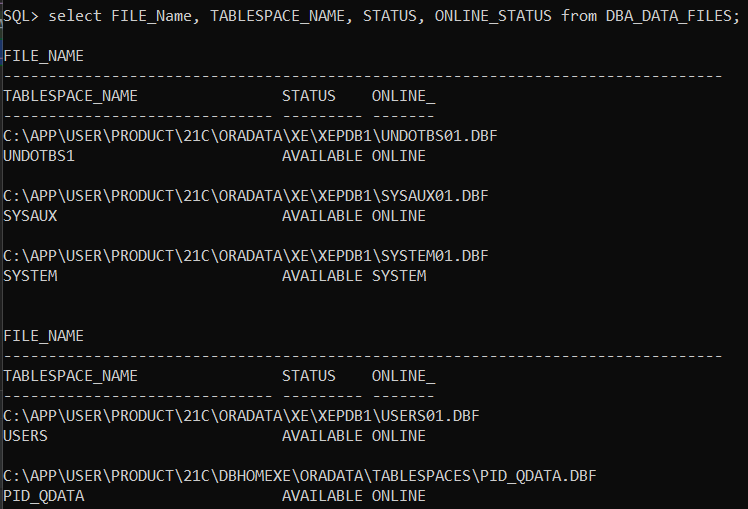 SQL> select FILE_Name, TABLESPACE_NAME, STATUS, ONLINE_STATUS from DBA_DATA_FILES;
FILE_NAME
--------------------------------------------------------------------------------
TABLESPACE_NAME                STATUS    ONLINE_
------------------------------ --------- -------
C:\APP\USER\PRODUCT\21C\ORADATA\XE\XEPDB1\UNDOTBS01.DBF
UNDOTBS1                       AVAILABLE ONLINE
C:\APP\USER\PRODUCT\21C\ORADATA\XE\XEPDB1\SYSAUX01.DBF
SYSAUX                         AVAILABLE ONLINE
C:\APP\USER\PRODUCT\21C\ORADATA\XE\XEPDB1\SYSTEM01.DBF
SYSTEM                         AVAILABLE SYSTEM
FILE_NAME
--------------------------------------------------------------------------------
TABLESPACE_NAME                STATUS    ONLINE_
------------------------------ --------- -------
C:\APP\USER\PRODUCT\21C\ORADATA\XE\XEPDB1\USERS01.DBF
USERS                          AVAILABLE ONLINE
C:\APP\USER\PRODUCT\21C\DBHOMEXE\ORADATA\TABLESPACES\PID_QDATA.DBF
PID_QDATA                      AVAILABLE ONLINE